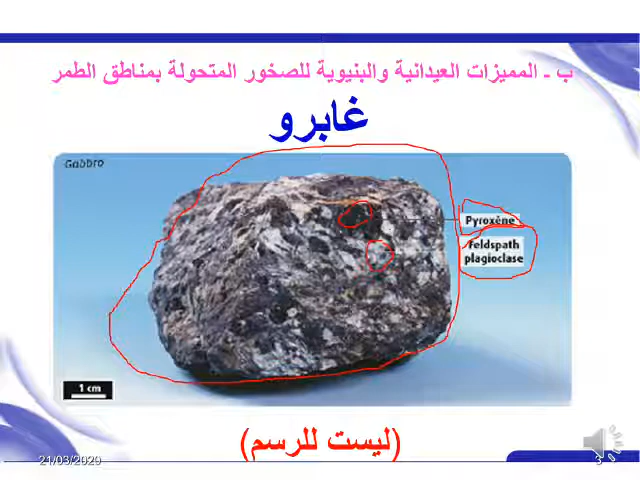 ب ـ المميزات العيدانية والبنيوية للصخور المتحولة بمناطق الطمر
غابرو
Gabbro
Pyroxène
Feldspath
plagioclase
1 cm
(ليست للرسم)
21/03/2020